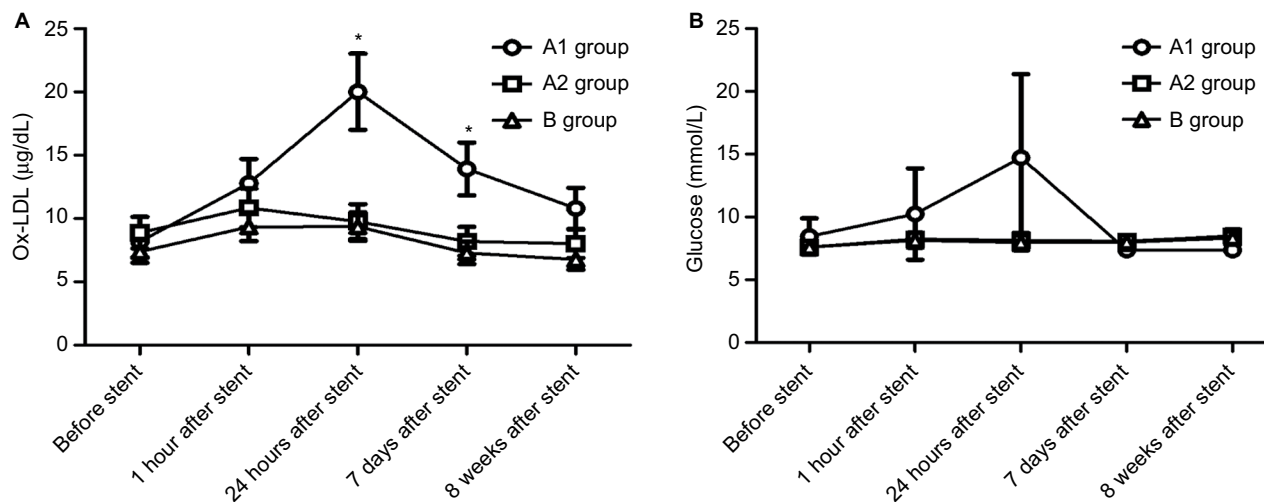 A
Ox-LDL (μg/dL)
25
20
15
10
5
0
*
*
A1 group
A2 group
B group
Before stent
1 hour after stent
24 hours after stent
7 days after stent
8 weeks after stent
B
Glucose (mmol/L)
25
20
15
10
5
0
A1 group
A2 group
B group
Before stent
1 hour after stent
24 hours after stent
7 days after stent
8 weeks after stent